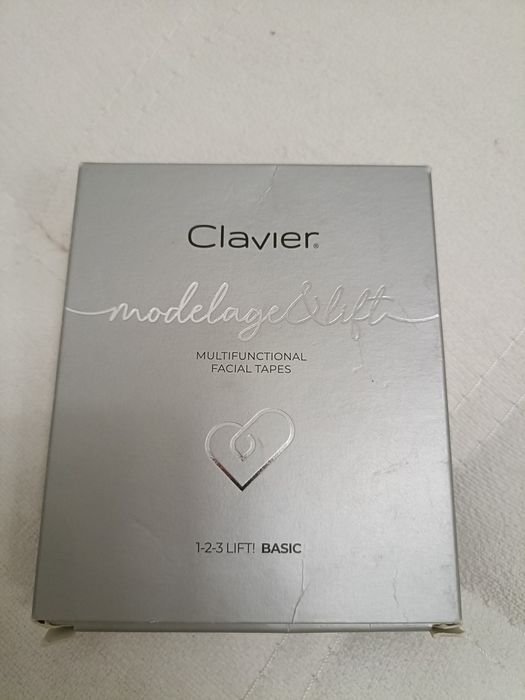 Clavier®
modelage&lift
MULTIFUNCTIONAL
FACIAL TAPES
1-2-3 LIFT! BASIC